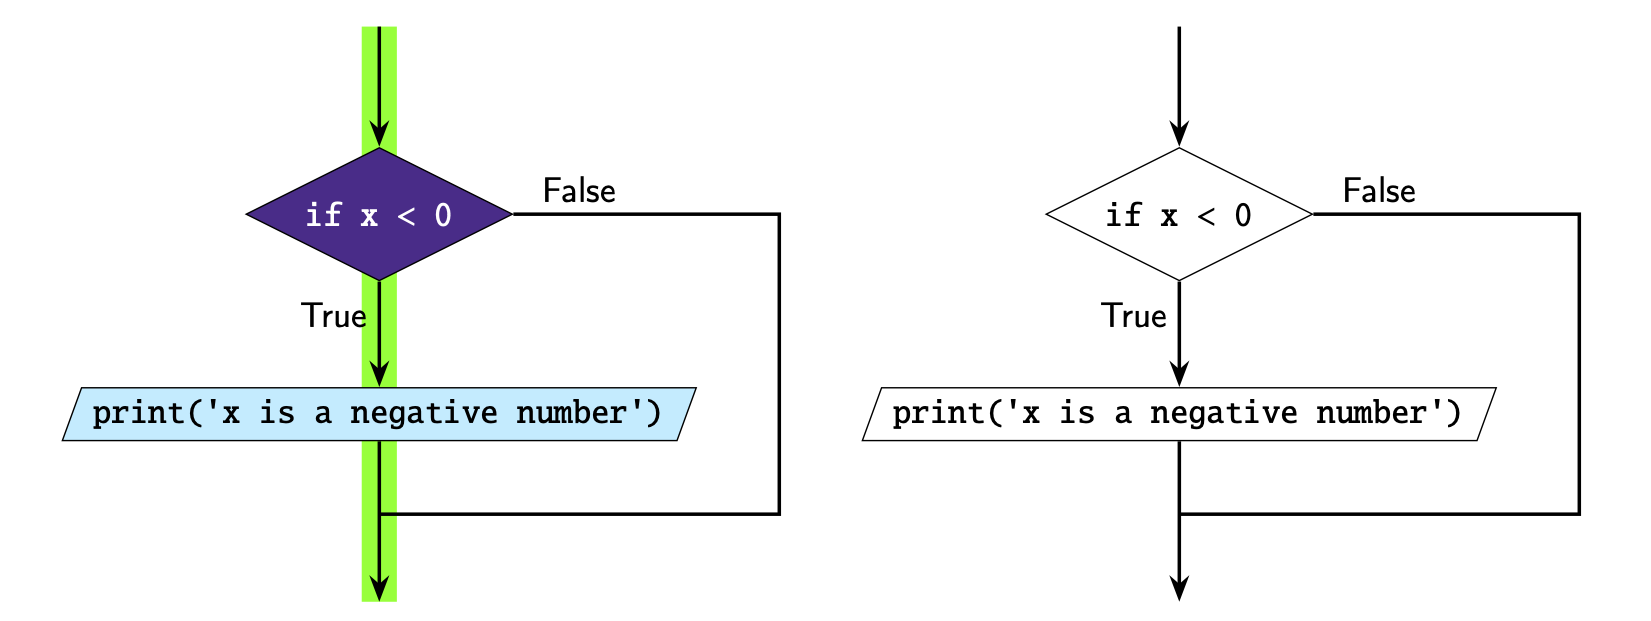 False
if x < 0
True
print('x is a negative number')
False
if x < 0
True
print('x is a negative number')